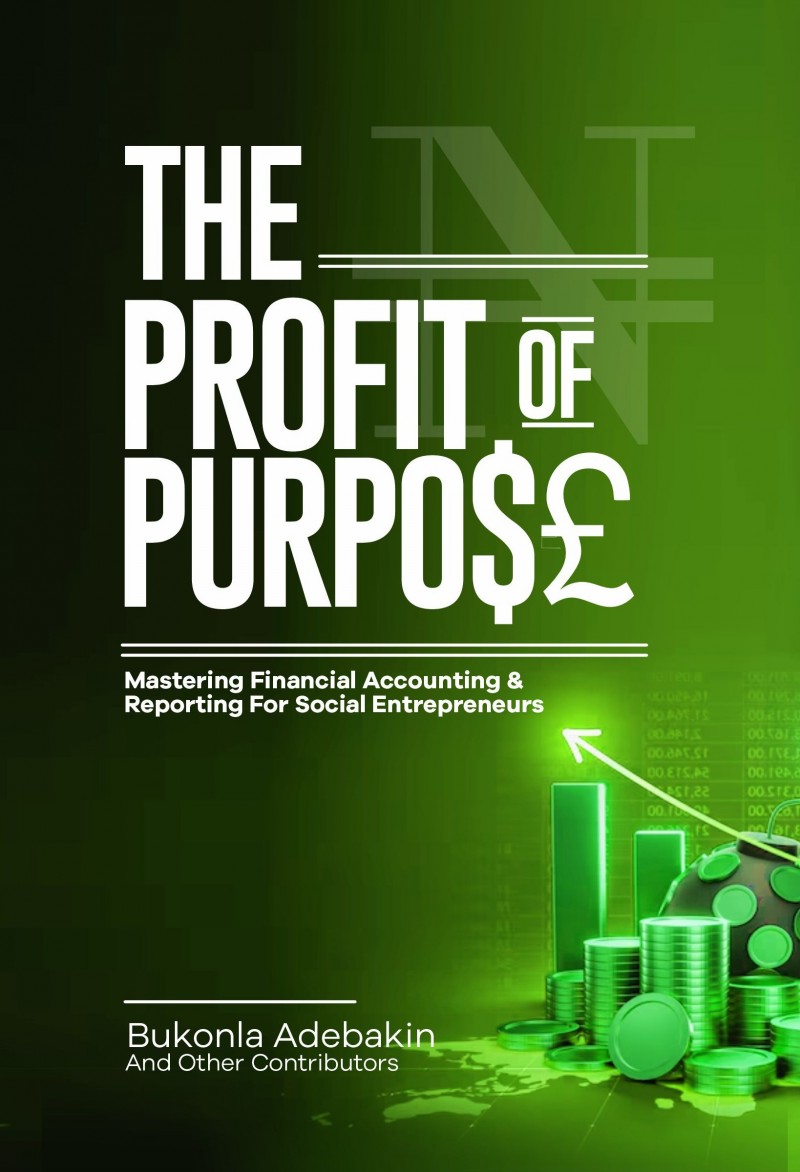 ₦
THE
PROFIT OF
PURPO$£
Mastering Financial Accounting &
Reporting For Social Entrepreneurs
Bukonla Adebakin
And Other Contributors